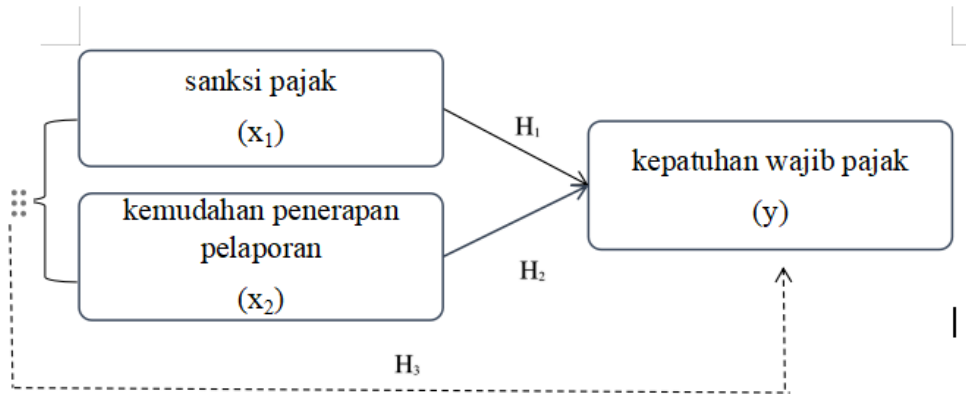 sanksi pajak
(x₁)
H₁
kemudahan penerapan
pelaporan
(x₂)
H₂
kepatuhan wajib pajak
(y)
H₃